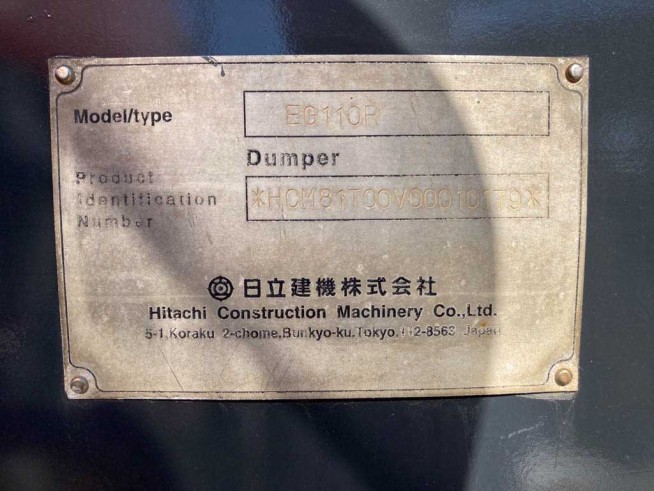 Model/type EG110R
Dumper
Product
Identification
Number
日立建機株式会社
Hitachi Construction Machinery Co.,Ltd.
5-1,Koraku 2-chome,Bunkyo-ku,Tokyo,112-8563 Japan